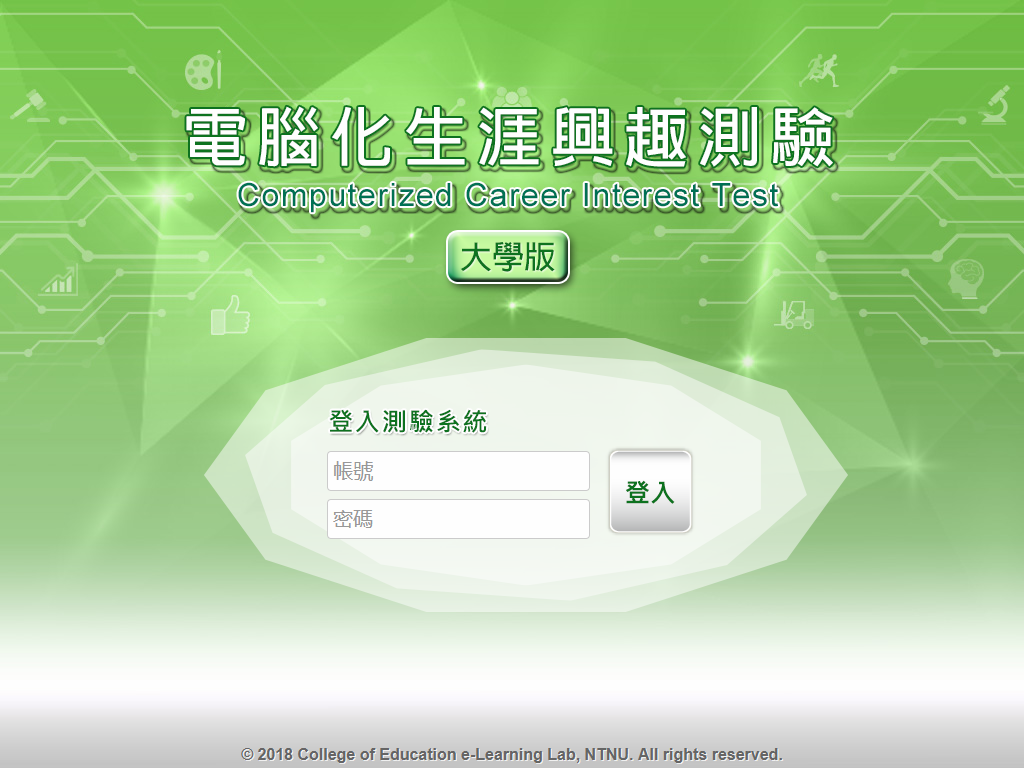 電腦化生涯興趣測驗
Computerized Career Interest Test
大學版
登入測驗系統
帳號
登入
密碼
© 2018 College of Education e-Learning Lab, NTNU. All rights reserved.